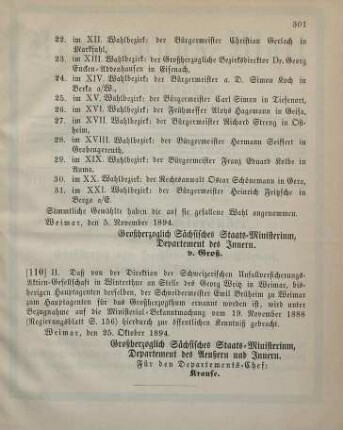 301
22. im XII. Wahlbezirk: der Bürgermeister Christian Gerlach in
Marksuhl,
23. im XIII. Wahlbezirk: der Großherzogliche Bezirksdirektor Dr. Georg
Eucken-Addenhausen in Eisenach,
24. im XIV. Wahlbezirk: der Bürgermeister a. D. Simon Koch in
Berka a/W.,
25. im XV. Wahlbezirk: der Bürgermeister Carl Simon in Tiefenort,
26. im XVI. Wahlbezirk: der Frühmesser Aloys Hagemann in Geisa,
27. im XVII. Wahlbezirk: der Bürgermeister Richard Streng in Ost-
heim,
28. im XVIII. Wahlbezirk: der Bürgermeister Hermann Seiffert in
Großenegereuth,
29. im XIX. Wahlbezirk: der Bürgermeister Franz Eduard Kolbe in
Auma,
30. im XX. Wahlbezirk: der Rechtsanwalt Oscar Schönemann in Gera,
31. im XXI. Wahlbezirk: der Bürgermeister Heinrich Fritzsche in
Berga a/E.
Sämmtliche Gewählte haben die auf sie gefallene Wahl angenommen.
Weimar, den 5. November 1894.
Großherzoglich Sächsisches Staats-Ministerium,
Departement des Innern.
v. Groß.
[110] II. Daß von der Direktion der Schweizerischen Unfallversicherungs-
Aktien-Gesellschaft in Winterthur an Stelle des Georg Weitz in Weimar, bis-
herigen Hauptagenten derselben, der Schneidermeister Emil Brüheim in Weimar
zum Hauptagenten für das Großherzogthum ernannt worden ist, wird unter
Bezugnahme auf die Ministerial-Bekanntmachung vom 19. November 1888
(Regierungsblatt S. 156) hierdurch zur öffentlichen Kenntniß gebracht.
Weimar, den 25. Oktober 1894.
Großherzoglich Sächsisches Staats-Ministerium,
Departement des Aeußern und Innern.
Für den Departements-Chef:
Krause.